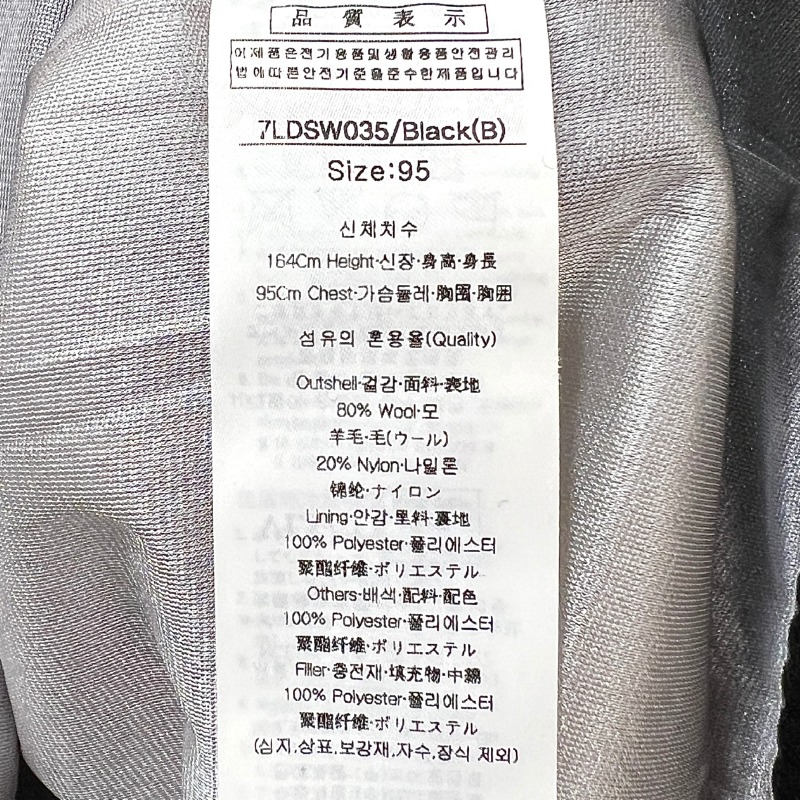 品質表示
이제품은전기용품및생활용품안전관리
법에따른안전기준을준수한제품입니다
7LDSW035/Black(B)
Size:95
신체치수
164Cm Height·신장·身高·身長
95Cm Chest·가슴둘레·胸围·胸囲
섬유의 혼용율(Quality)
Outshell·겉감·面料·表地
80% Wool·모
羊毛·毛(ウール)
20% Nylon·나일론
锦纶·ナイロン
Lining·안감·里料·裏地
100% Polyester·폴리에스터
聚酯纤维·ポリエステル
Others·배색·配料·配色
100% Polyester·폴리에스터
聚酯纤维·ポリエステル
Filler·충전재·填充物·中綿
100% Polyester·폴리에스터
聚酯纤维·ポリエステル
(심지,상표,보강재,자수,장식 제외)